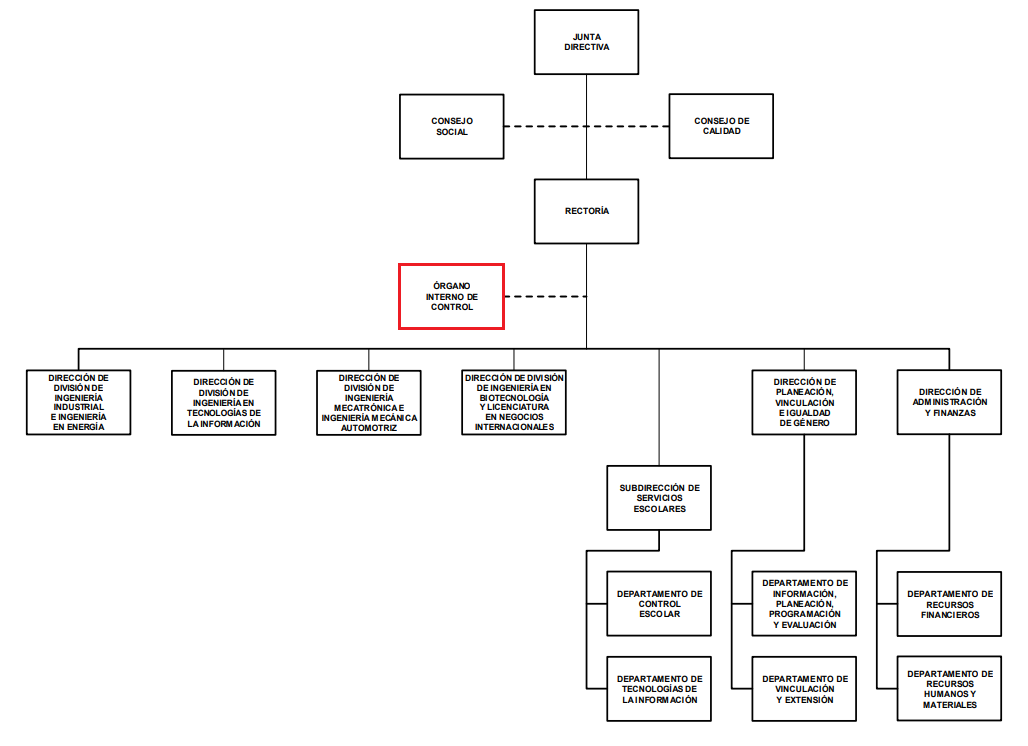 JUNTA
DIRECTIVA
CONSEJO
SOCIAL
CONSEJO DE
CALIDAD
RECTORÍA
ÓRGANO
INTERNO DE
CONTROL
DIRECCIÓN DE
DIVISIÓN DE
INGENIERÍA
INDUSTRIAL
E INGENIERÍA
EN ENERGÍA
DIRECCIÓN DE
DIVISIÓN DE
INGENIERÍA EN
TECNOLOGÍAS DE
LA INFORMACIÓN
DIRECCIÓN DE
DIVISIÓN DE
INGENIERÍA
MECATRÓNICA E
INGENIERÍA MECÁNICA
AUTOMOTRIZ
DIRECCIÓN DE DIVISIÓN
DE INGENIERÍA EN
BIOTECNOLOGÍA
Y LICENCIATURA
EN NEGOCIOS
INTERNACIONALES
DIRECCIÓN DE
PLANEACIÓN,
VINCULACIÓN
E IGUALDAD
DE GÉNERO
DIRECCIÓN DE
ADMINISTRACIÓN
Y FINANZAS
SUBDIRECCIÓN DE
SERVICIOS
ESCOLARES
DEPARTAMENTO DE
CONTROL
ESCOLAR
DEPARTAMENTO DE
INFORMACIÓN,
PLANEACIÓN,
PROGRAMACIÓN
Y EVALUACIÓN
DEPARTAMENTO DE
RECURSOS
FINANCIEROS
DEPARTAMENTO DE
TECNOLOGÍAS DE
LA INFORMACIÓN
DEPARTAMENTO DE
VINCULACIÓN
Y EXTENSIÓN
DEPARTAMENTO DE
RECURSOS
HUMANOS Y
MATERIALES